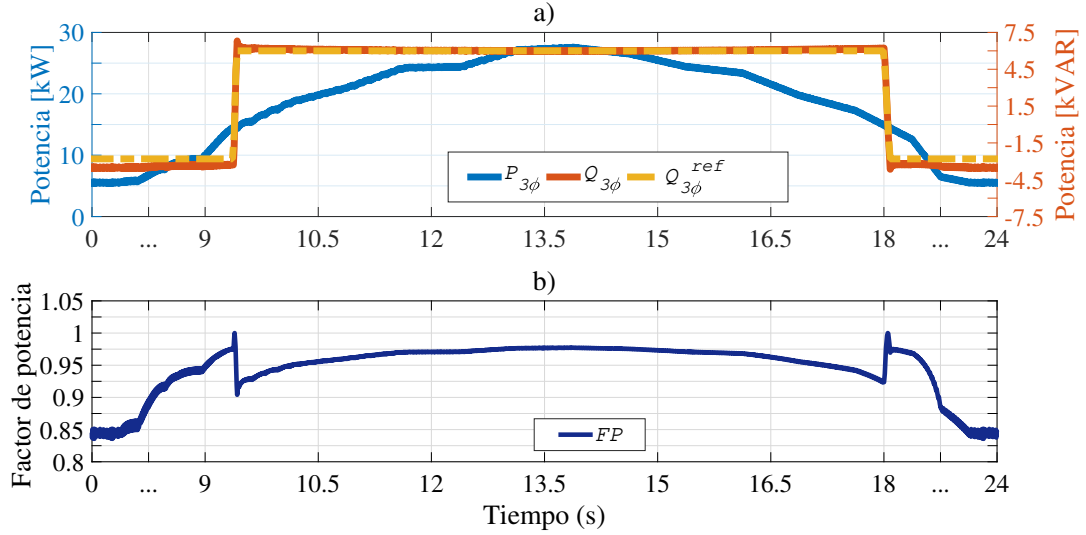 a)
Potencia [kW]
30
20
10
0
7.5
4.5
1.5
-1.5
-4.5
-7.5
Potencia [kVAR]
P3ϕ Q3ϕ Q3ϕ^ref
0 ... 9 10.5 12 13.5 15 16.5 18 ... 24
b)
Factor de potencia
1.05
1
0.95
0.9
0.85
0.8
FP
0 ... 9 10.5 12 13.5 15 16.5 18 ... 24
Tiempo (s)